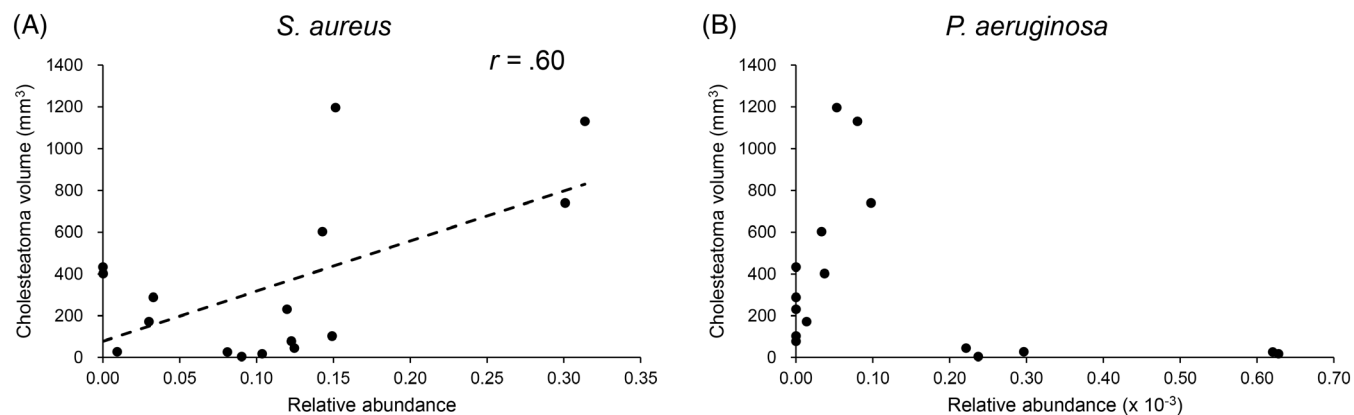 (A)
S. aureus
r = .60
Cholesteatoma volume (mm³)
1400
1200
1000
800
600
400
200
0
0.00 0.05 0.10 0.15 0.20 0.25 0.30 0.35
Relative abundance
(B)
P. aeruginosa
Cholesteatoma volume (mm³)
1400
1200
1000
800
600
400
200
0
0.00 0.10 0.20 0.30 0.40 0.50 0.60 0.70
Relative abundance (x 10⁻³)